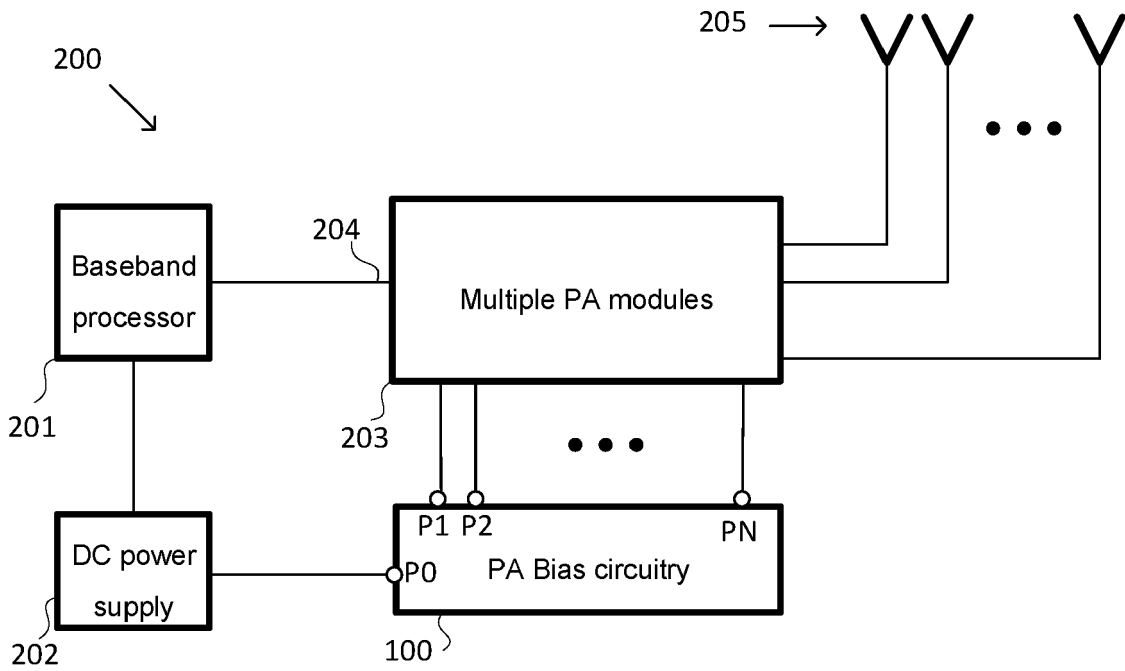 205
200
204
Baseband
processor
Multiple PA modules
201
203
P1 P2 PN
DC power
supply
P0
PA Bias circuitry
202
100